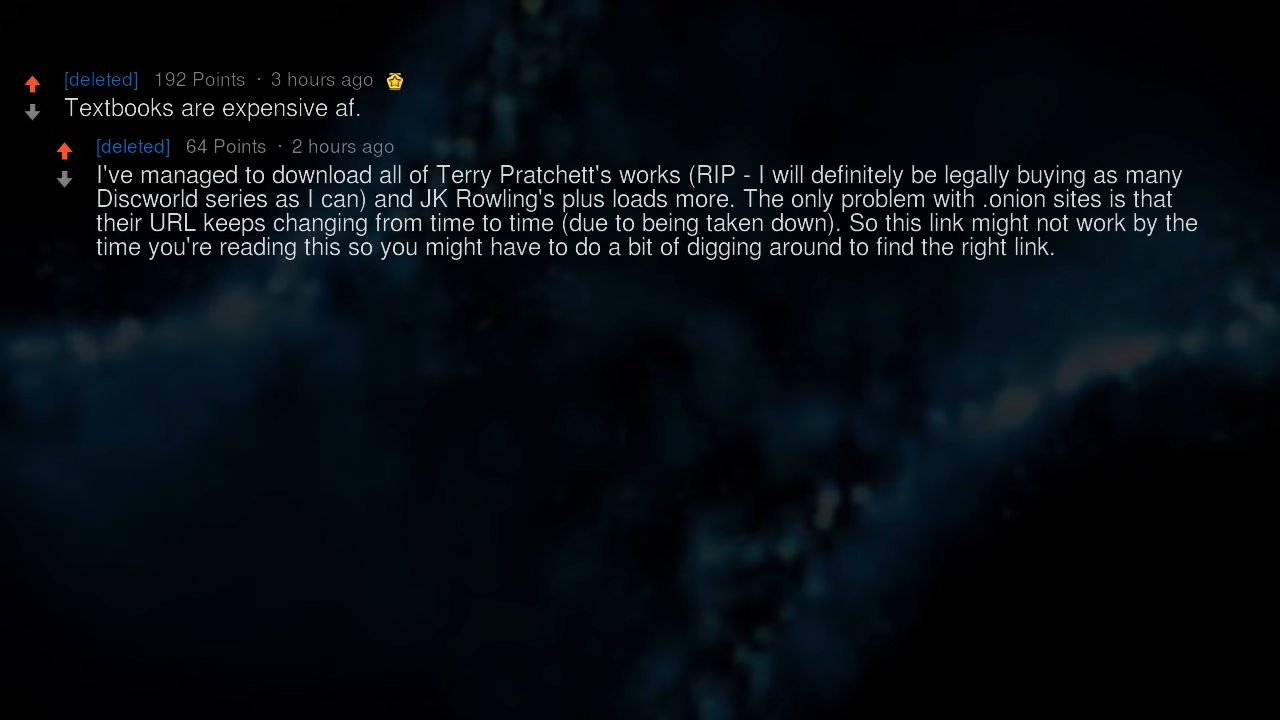 [deleted] 192 Points · 3 hours ago
Textbooks are expensive af.
[deleted] 64 Points · 2 hours ago
I've managed to download all of Terry Pratchett's works (RIP - I will definitely be legally buying as many
Discworld series as I can) and JK Rowling's plus loads more. The only problem with .onion sites is that
their URL keeps changing from time to time (due to being taken down). So this link might not work by the
time you're reading this so you might have to do a bit of digging around to find the right link.